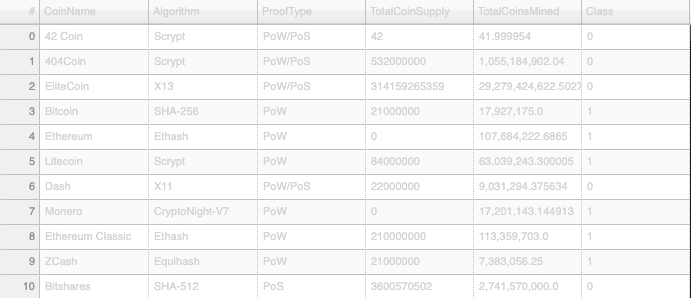 # CoinName Algorithm ProofType TotalCoinSupply TotalCoinsMined Class
0 42 Coin Scrypt PoW/PoS 42 41.999954 0
1 404Coin Scrypt PoW/PoS 532000000 1,055,184,902.04 0
2 EliteCoin X13 PoW/PoS 314159265359 29,279,424,622.5027 0
3 Bitcoin SHA-256 PoW 21000000 17,927,175.0 1
4 Ethereum Ethash PoW 0 107,684,222.6865 1
5 Litecoin Scrypt PoW 84000000 63,039,243.300005 1
6 Dash X11 PoW/PoS 22000000 9,031,294.375634 0
7 Monero CryptoNight-V7 PoW 0 17,201,143.144913 1
8 Ethereum Classic Ethash PoW 210000000 113,359,703.0 1
9 ZCash Equihash PoW 21000000 7,383,056.25 1
10 Bitshares SHA-512 PoS 3600570502 2,741,570,000.0 0